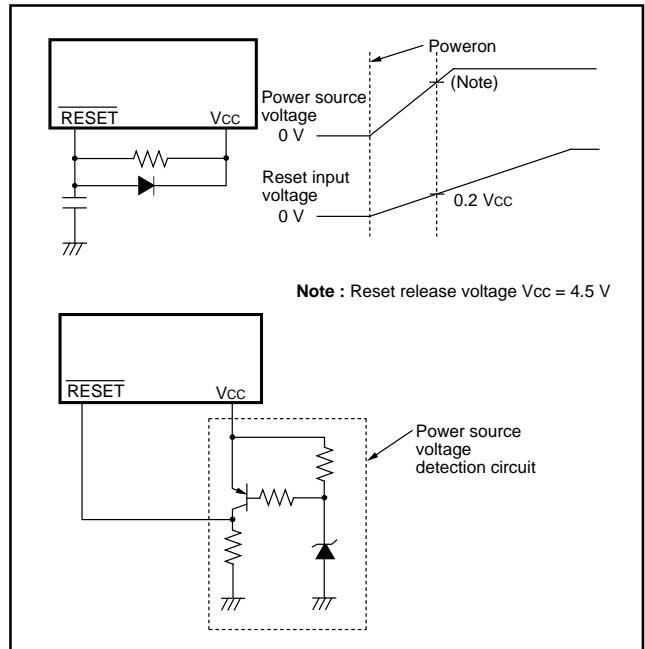 Poweron
(Note)
Power source
voltage
0 V
RESET
VCC
Reset input
voltage
0 V
0.2 VCC
Note : Reset release voltage Vcc = 4.5 V
RESET
VCC
Power source
voltage
detection circuit